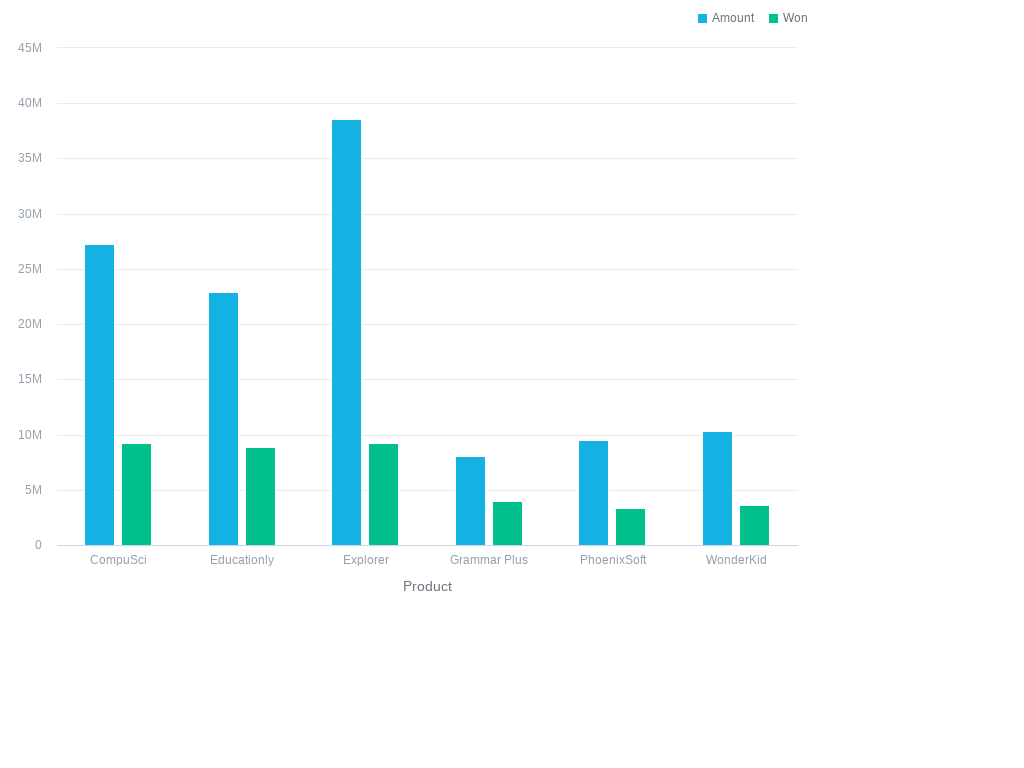 Amount Won
45M
40M
35M
30M
25M
20M
15M
10M
5M
0
CompuSci Educationly Explorer Grammar Plus PhoenixSoft WonderKid
Product